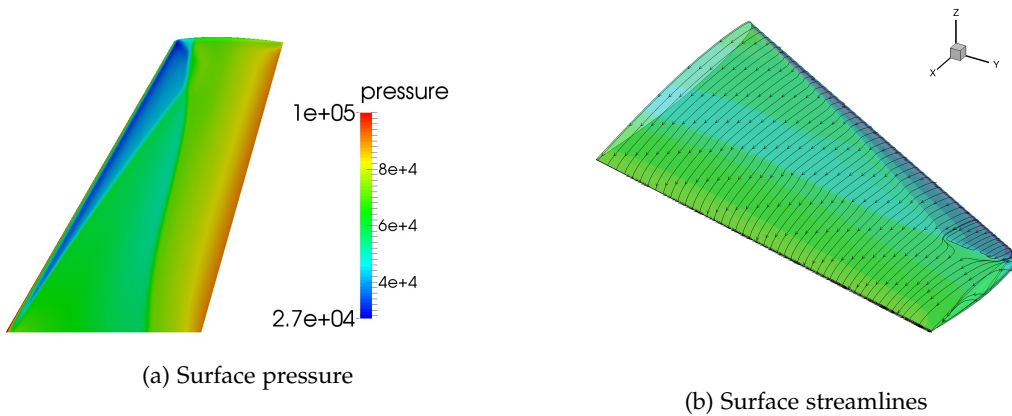 pressure
1e+05
8e+4
6e+4
4e+4
2.7e+04
(a) Surface pressure
Z
X
Y
(b) Surface streamlines